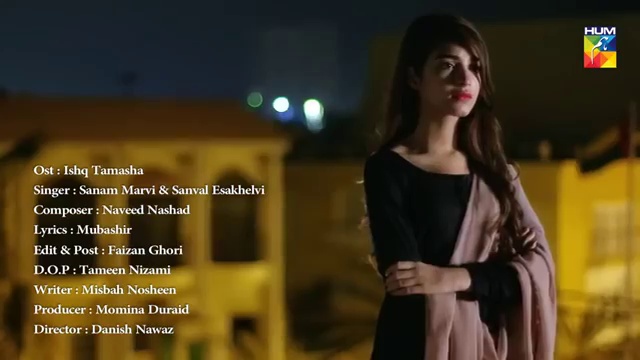 HUM
Ost : Ishq Tamasha
Singer : Sanam Marvi & Sanval Esakhelvi
Composer : Naveed Nashad
Lyrics : Mubashir
Edit & Post : Faizan Ghori
D.O.P : Tameen Nizami
Writer : Misbah Nosheen
Producer : Momina Duraid
Director : Danish Nawaz